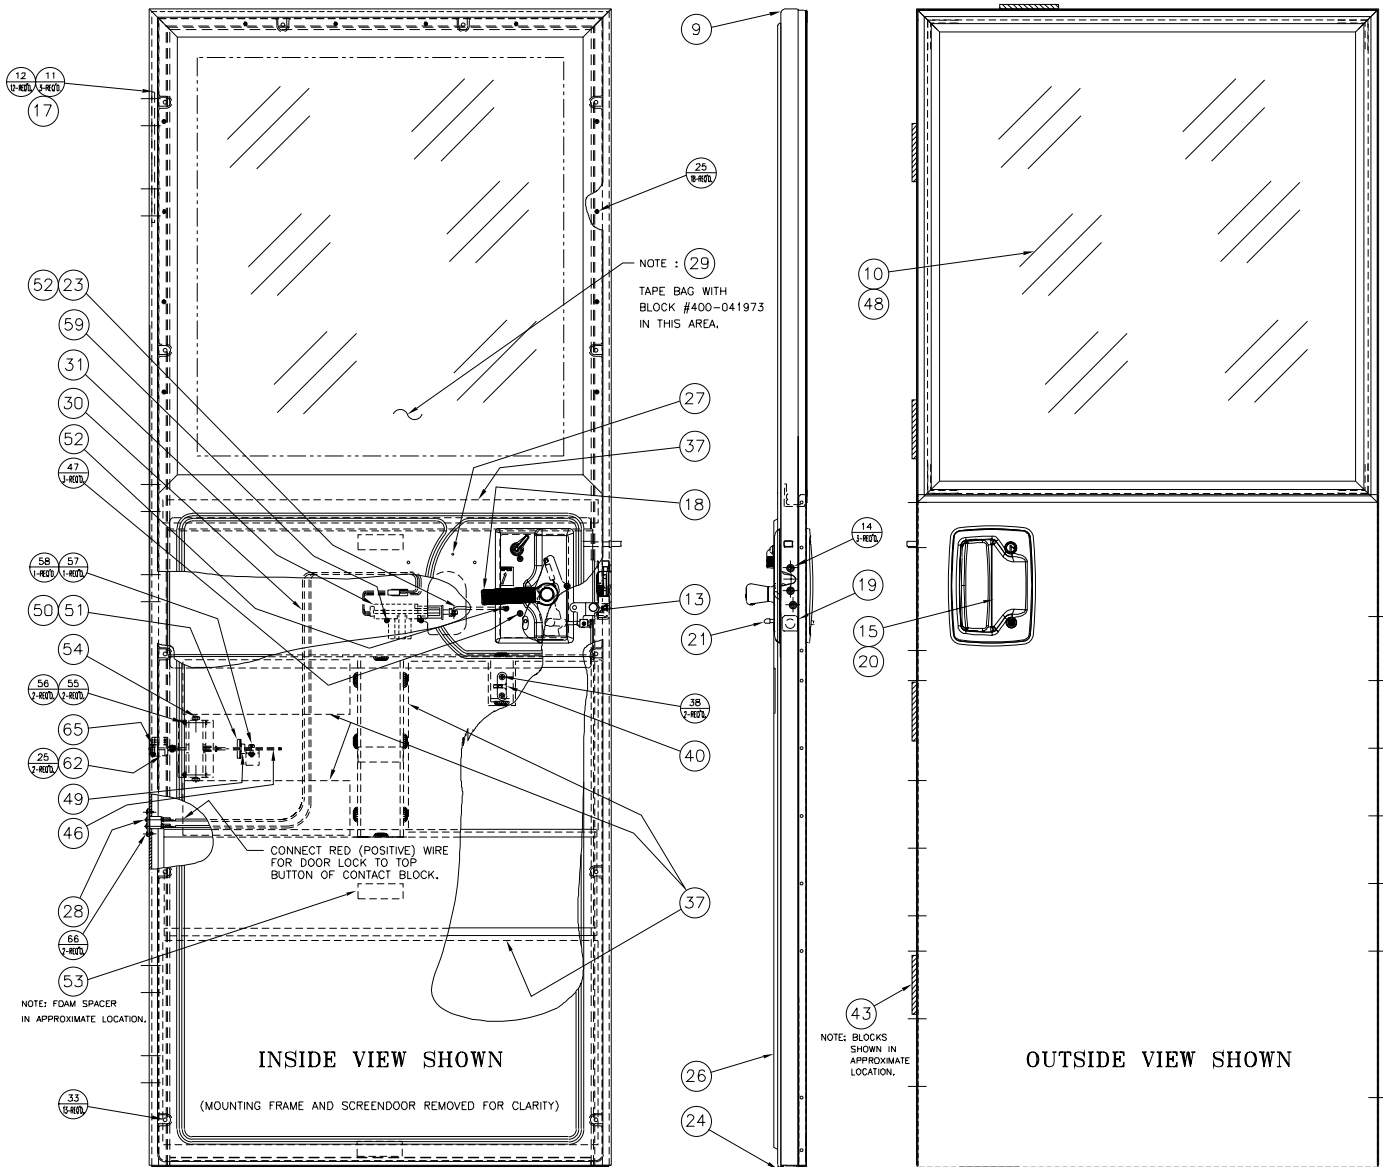 9
12 11
12-REQ'D. 3-REQ'D.
17
25
18-REQ'D.
NOTE : 29
TAPE BAG WITH
BLOCK #400-041973
IN THIS AREA.
10
48
52 23
59
31
30
52
47
3-REQ'D.
27
37
18
58 57
1-REQ'D. 1-REQ'D.
50 51
54
56 55
2-REQ'D. 2-REQ'D.
65
25 62
2-REQ'D.
49
46
14
3-REQ'D.
13
19
21
15
20
38
2-REQ'D.
40
CONNECT RED (POSITIVE) WIRE
FOR DOOR LOCK TO TOP
BUTTON OF CONTACT BLOCK.
28
66
2-REQ'D.
53
37
NOTE: FOAM SPACER
IN APPROXIMATE LOCATION.
43
NOTE: BLOCKS
SHOWN IN
APPROXIMATE
LOCATION.
INSIDE VIEW SHOWN
OUTSIDE VIEW SHOWN
26
33
13-REQ'D.
(MOUNTING FRAME AND SCREENDOOR REMOVED FOR CLARITY)
24